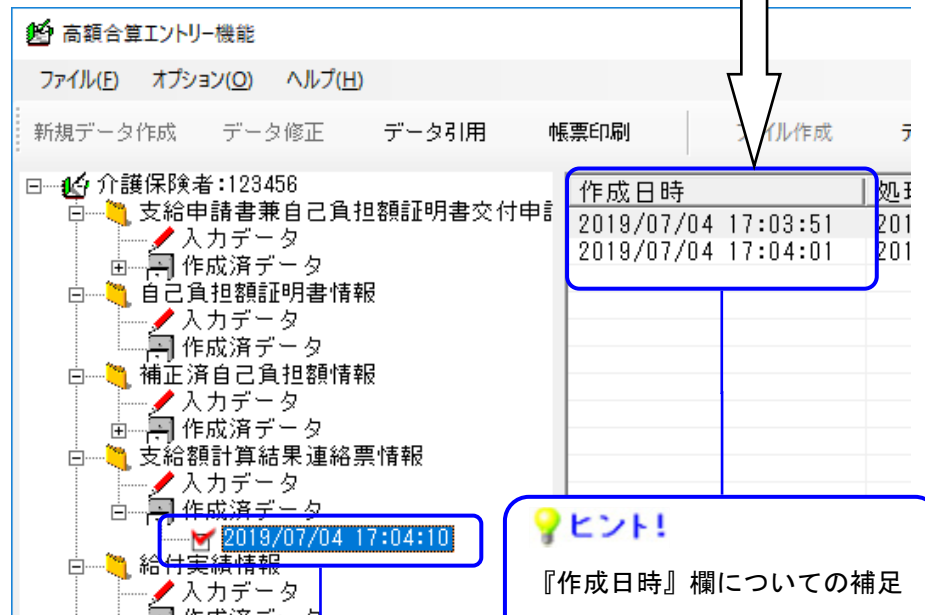 高額合算エントリー機能
ファイル(F) オプション(O) ヘルプ(H)
新規データ作成 データ修正 データ引用 帳票印刷 イル作成
介護保険者:123456
支給申請書兼自己負担額証明書交付申
入力データ
作成済データ
自己負担額証明書情報
入力データ
作成済データ
補正済自己負担額情報
入力データ
作成済データ
支給額計算結果連絡票情報
入力データ
作成済データ
2019/07/04 17:04:10
給付実績情報
入力データ
作成済データ
作成日時 処理
2019/07/04 17:03:51 201
2019/07/04 17:04:01 201
ヒント!
『作成日時』欄についての補足